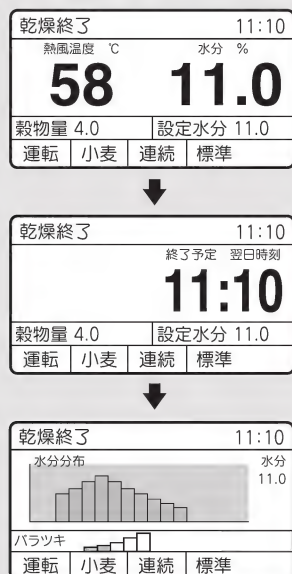 乾燥終了 11:10
熱風温度 ℃ 水分 %
58 11.0
穀物量 4.0 設定水分 11.0
運転 小麦 連続 標準
乾燥終了 11:10
終了予定 翌日時刻
11:10
穀物量 4.0 設定水分 11.0
運転 小麦 連続 標準
乾燥終了 11:10
水分分布 水分
11.0
バラツキ
運転 小麦 連続 標準